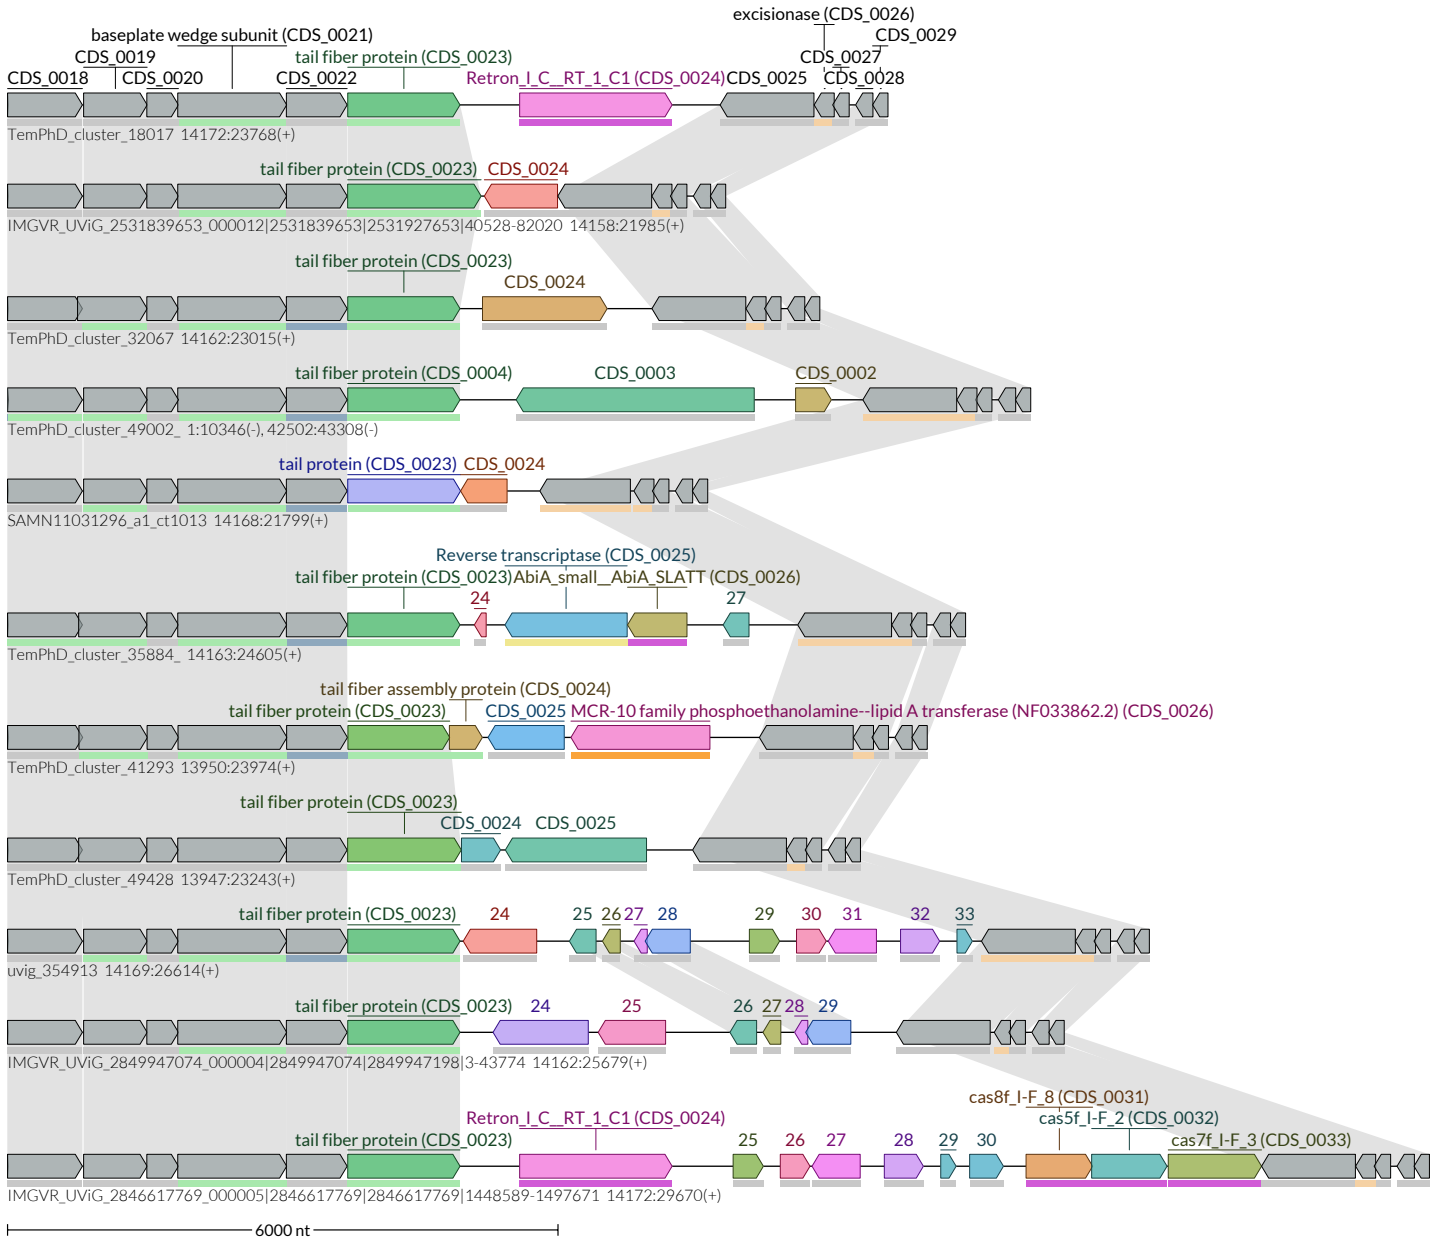 excisionase (CDS_0026)
baseplate wedge subunit (CDS_0021) CDS_0029
CDS_0019 tail fiber protein (CDS_0023) CDS_0027
CDS_0018 CDS_0020 CDS_0022 Retron_I_C__RT_1_C1 (CDS_0024) CDS_0025 CDS_0028
TemPhD_cluster_18017 14172:23768(+)
tail fiber protein (CDS_0023) CDS_0024
IMGVR_UViG_2531839653_000012|2531839653|2531927653|40528-82020 14158:21985(+)
tail fiber protein (CDS_0023)
CDS_0024
TemPhD_cluster_32067 14162:23015(+)
tail fiber protein (CDS_0004) CDS_0003 CDS_0002
TemPhD_cluster_49002_ 1:10346(-), 42502:43308(-)
tail protein (CDS_0023) CDS_0024
SAMN11031296_a1_ct1013 14168:21799(+)
Reverse transcriptase (CDS_0025)
tail fiber protein (CDS_0023) AbiA_small__AbiA_SLATT (CDS_0026)
24 27
TemPhD_cluster_35884_ 14163:24605(+)
tail fiber assembly protein (CDS_0024)
tail fiber protein (CDS_0023) CDS_0025 MCR-10 family phosphoethanolamine--lipid A transferase (NF033862.2) (CDS_0026)
TemPhD_cluster_41293 13950:23974(+)
tail fiber protein (CDS_0023)
CDS_0024 CDS_0025
TemPhD_cluster_49428 13947:23243(+)
tail fiber protein (CDS_0023) 24 25 26 27 28 29 30 31 32 33
uvig_354913 14169:26614(+)
tail fiber protein (CDS_0023) 24 25 26 27 28 29
IMGVR_UViG_2849947074_000004|2849947074|2849947198|3-43774 14162:25679(+)
cas8f_I-F_8 (CDS_0031)
Retron_I_C__RT_1_C1 (CDS_0024) cas5f_I-F_2 (CDS_0032)
tail fiber protein (CDS_0023) 25 26 27 28 29 30 cas7f_I-F_3 (CDS_0033)
IMGVR_UViG_2846617769_000005|2846617769|2846617769|1448589-1497671 14172:29670(+)
6000 nt